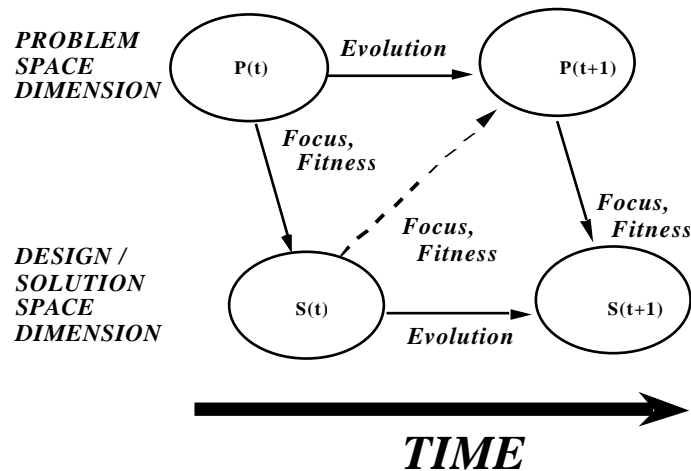 PROBLEM
SPACE
DIMENSION
P(t)
Evolution
P(t+1)
Focus,
Fitness
Focus,
Fitness
Focus,
Fitness
DESIGN /
SOLUTION
SPACE
DIMENSION
S(t)
Evolution
S(t+1)
TIME